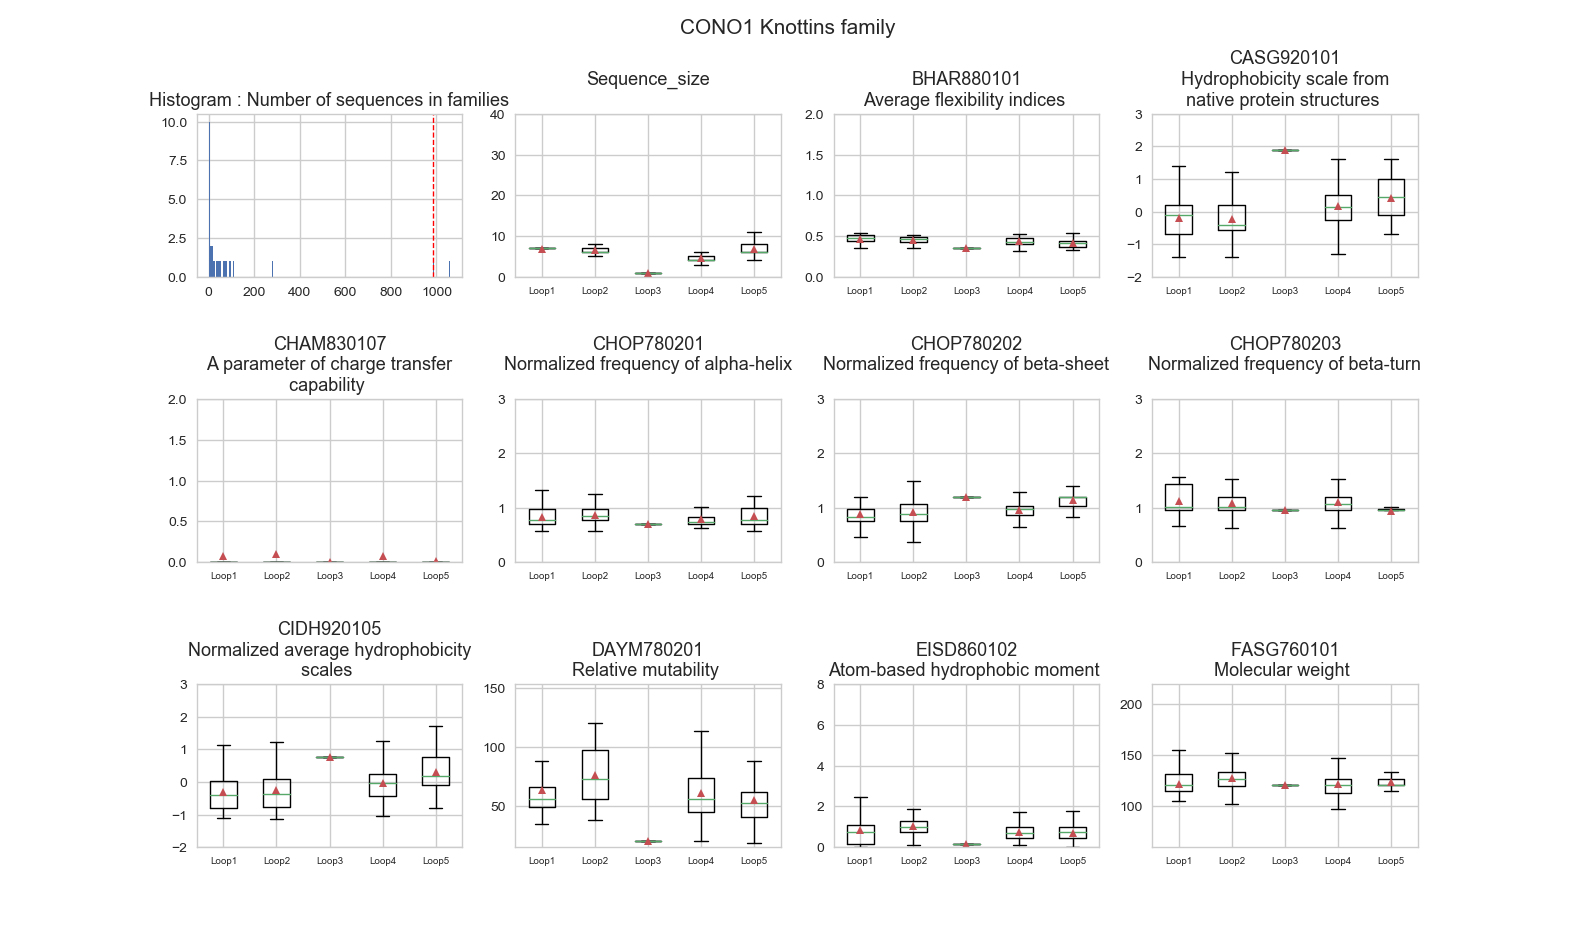 CONO1 Knottins family
Histogram : Number of sequences in families
10.0
7.5
5.0
2.5
0.0
0 200 400 600 800 1000
Sequence_size
40
30
20
10
0
Loop1 Loop2 Loop3 Loop4 Loop5
BHAR880101
Average flexibility indices
2.0
1.5
1.0
0.5
0.0
Loop1 Loop2 Loop3 Loop4 Loop5
CASG920101
Hydrophobicity scale from
native protein structures
3
2
1
0
−1
−2
Loop1 Loop2 Loop3 Loop4 Loop5
CHAM830107
A parameter of charge transfer
capability
2.0
1.5
1.0
0.5
0.0
Loop1 Loop2 Loop3 Loop4 Loop5
CHOP780201
Normalized frequency of alpha-helix
3
2
1
0
Loop1 Loop2 Loop3 Loop4 Loop5
CHOP780202
Normalized frequency of beta-sheet
3
2
1
0
Loop1 Loop2 Loop3 Loop4 Loop5
CHOP780203
Normalized frequency of beta-turn
3
2
1
0
Loop1 Loop2 Loop3 Loop4 Loop5
CIDH920105
Normalized average hydrophobicity
scales
3
2
1
0
−1
−2
Loop1 Loop2 Loop3 Loop4 Loop5
DAYM780201
Relative mutability
150
100
50
Loop1 Loop2 Loop3 Loop4 Loop5
EISD860102
Atom-based hydrophobic moment
8
6
4
2
0
Loop1 Loop2 Loop3 Loop4 Loop5
FASG760101
Molecular weight
200
150
100
Loop1 Loop2 Loop3 Loop4 Loop5